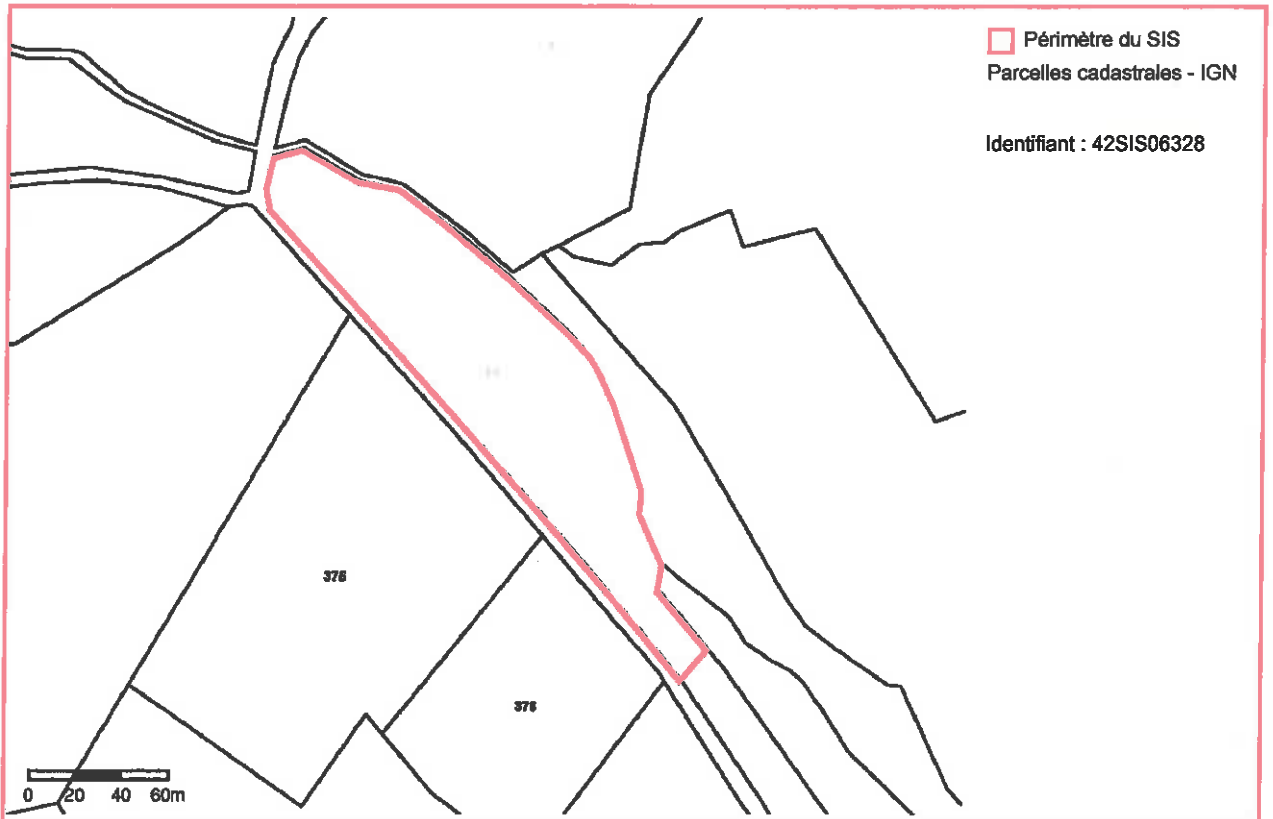 Périmètre du SIS
Parcelles cadastrales - IGN
Identifiant : 42SIS06328
376
376
0 20 40 60m